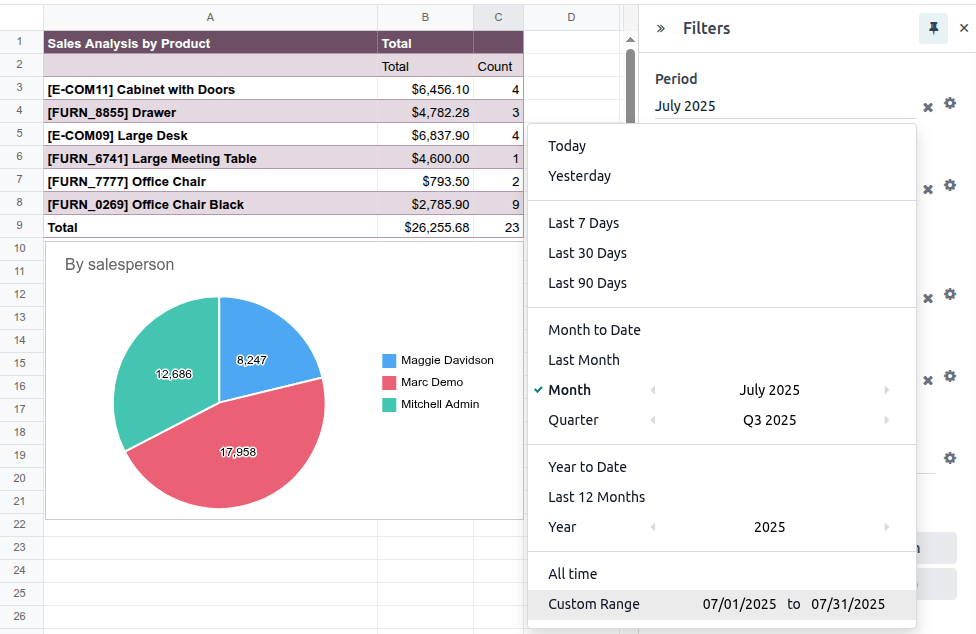 A B C D
» Filters
1 Sales Analysis by Product Total
2 Total Count
3 [E-COM11] Cabinet with Doors $6,456.10 4
4 [FURN_8855] Drawer $4,782.28 3
5 [E-COM09] Large Desk $6,837.90 4
6 [FURN_6741] Large Meeting Table $4,600.00 1
7 [FURN_7777] Office Chair $793.50 2
8 [FURN_0269] Office Chair Black $2,785.90 9
9 Total $26,255.68 23
10
11
12
13
14
15
16
17
18
19
20
21
22
23
24
25
26
By salesperson
8,247
12,686
17,958
Maggie Davidson
Marc Demo
Mitchell Admin
Period
July 2025
Today
Yesterday
Last 7 Days
Last 30 Days
Last 90 Days
Month to Date
Last Month
Month July 2025
Quarter Q3 2025
Year to Date
Last 12 Months
Year 2025
All time
Custom Range 07/01/2025 to 07/31/2025